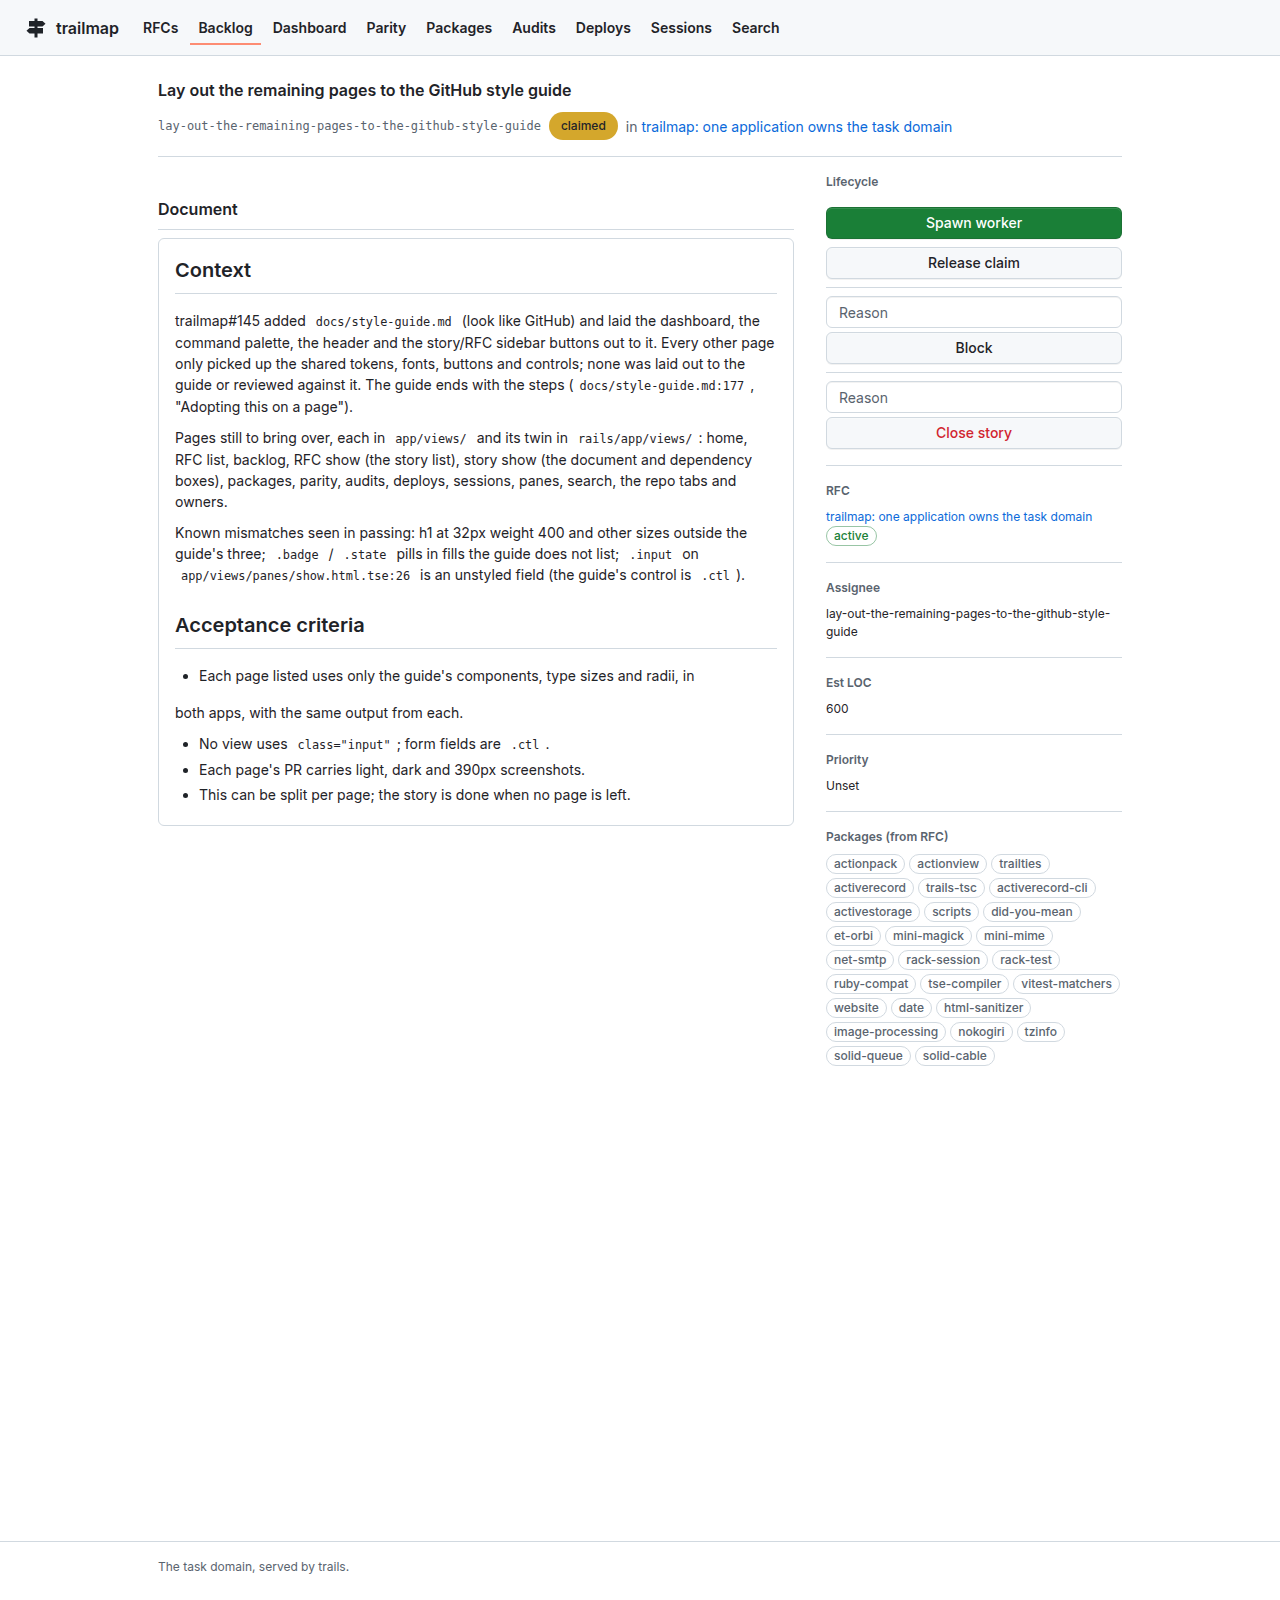 trailmap RFCs Backlog Dashboard Parity Packages Audits Deploys Sessions Search
Lay out the remaining pages to the GitHub style guide
lay-out-the-remaining-pages-to-the-github-style-guide claimed in trailmap: one application owns the task domain
Document
Context
trailmap#145 added docs/style-guide.md (look like GitHub) and laid the dashboard, the
command palette, the header and the story/RFC sidebar buttons out to it. Every other page
only picked up the shared tokens, fonts, buttons and controls; none was laid out to the
guide or reviewed against it. The guide ends with the steps ( docs/style-guide.md:177 ,
"Adopting this on a page").
Pages still to bring over, each in app/views/ and its twin in rails/app/views/ : home,
RFC list, backlog, RFC show (the story list), story show (the document and dependency
boxes), packages, parity, audits, deploys, sessions, panes, search, the repo tabs and
owners.
Known mismatches seen in passing: h1 at 32px weight 400 and other sizes outside the
guide's three; .badge / .state pills in fills the guide does not list; .input on
app/views/panes/show.html.tse:26 is an unstyled field (the guide's control is .ctl ).
Acceptance criteria
• Each page listed uses only the guide's components, type sizes and radii, in
both apps, with the same output from each.
• No view uses class="input" ; form fields are .ctl .
• Each page's PR carries light, dark and 390px screenshots.
• This can be split per page; the story is done when no page is left.
Lifecycle
Spawn worker
Release claim
Reason
Block
Reason
Close story
RFC
trailmap: one application owns the task domain
active
Assignee
lay-out-the-remaining-pages-to-the-github-style-
guide
Est LOC
600
Priority
Unset
Packages (from RFC)
actionpack actionview trailties
activerecord trails-tsc activerecord-cli
activestorage scripts did-you-mean
et-orbi mini-magick mini-mime
net-smtp rack-session rack-test
ruby-compat tse-compiler vitest-matchers
website date html-sanitizer
image-processing nokogiri tzinfo
solid-queue solid-cable
The task domain, served by trails.